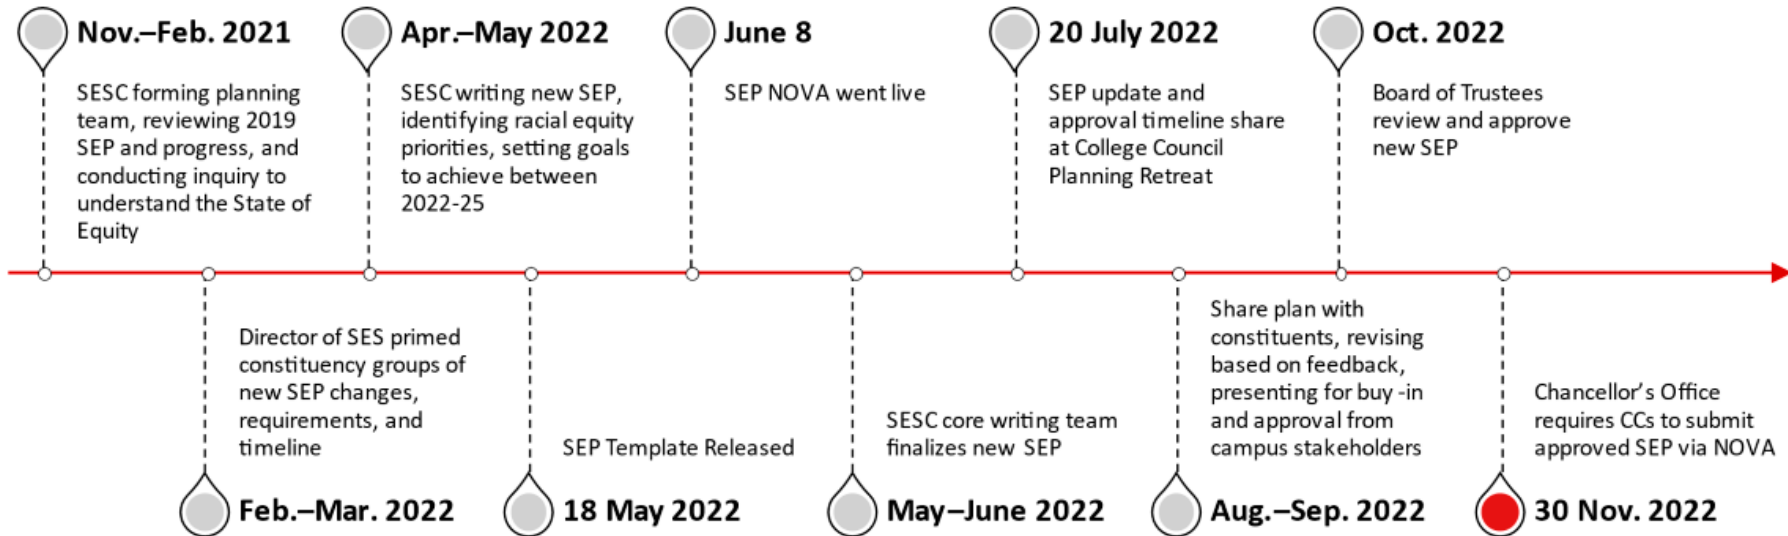 Nov.–Feb. 2021
SESC forming planning
team, reviewing 2019
SEP and progress, and
conducting inquiry to
understand the State of
Equity
Apr.–May 2022
SESC writing new SEP,
identifying racial equity
priorities, setting goals
to achieve between
2022-25
June 8
SEP NOVA went live
20 July 2022
SEP update and
approval timeline share
at College Council
Planning Retreat
Oct. 2022
Board of Trustees
review and approve
new SEP
Director of SES primed
constituency groups of
new SEP changes,
requirements, and
timeline
Feb.–Mar. 2022
SEP Template Released
18 May 2022
SESC core writing team
finalizes new SEP
May–June 2022
Share plan with
constituents, revising
based on feedback,
presenting for buy -in
and approval from
campus stakeholders
Aug.–Sep. 2022
Chancellor’s Office
requires CCs to submit
approved SEP via NOVA
30 Nov. 2022